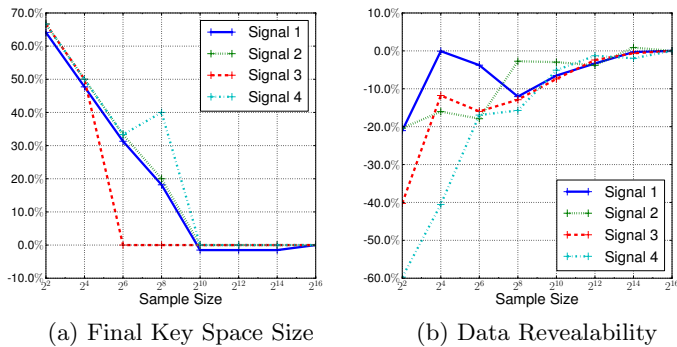 70.0%
60.0%
50.0%
40.0%
30.0%
20.0%
10.0%
0.0%
-10.0%
2^2 2^4 2^6 2^8 2^10 2^12 2^14 2^16
Sample Size
Signal 1
Signal 2
Signal 3
Signal 4
(a) Final Key Space Size
10.0%
0.0%
-10.0%
-20.0%
-30.0%
-40.0%
-50.0%
-60.0%
2^2 2^4 2^6 2^8 2^10 2^12 2^14 2^16
Sample Size
Signal 1
Signal 2
Signal 3
Signal 4
(b) Data Revealability